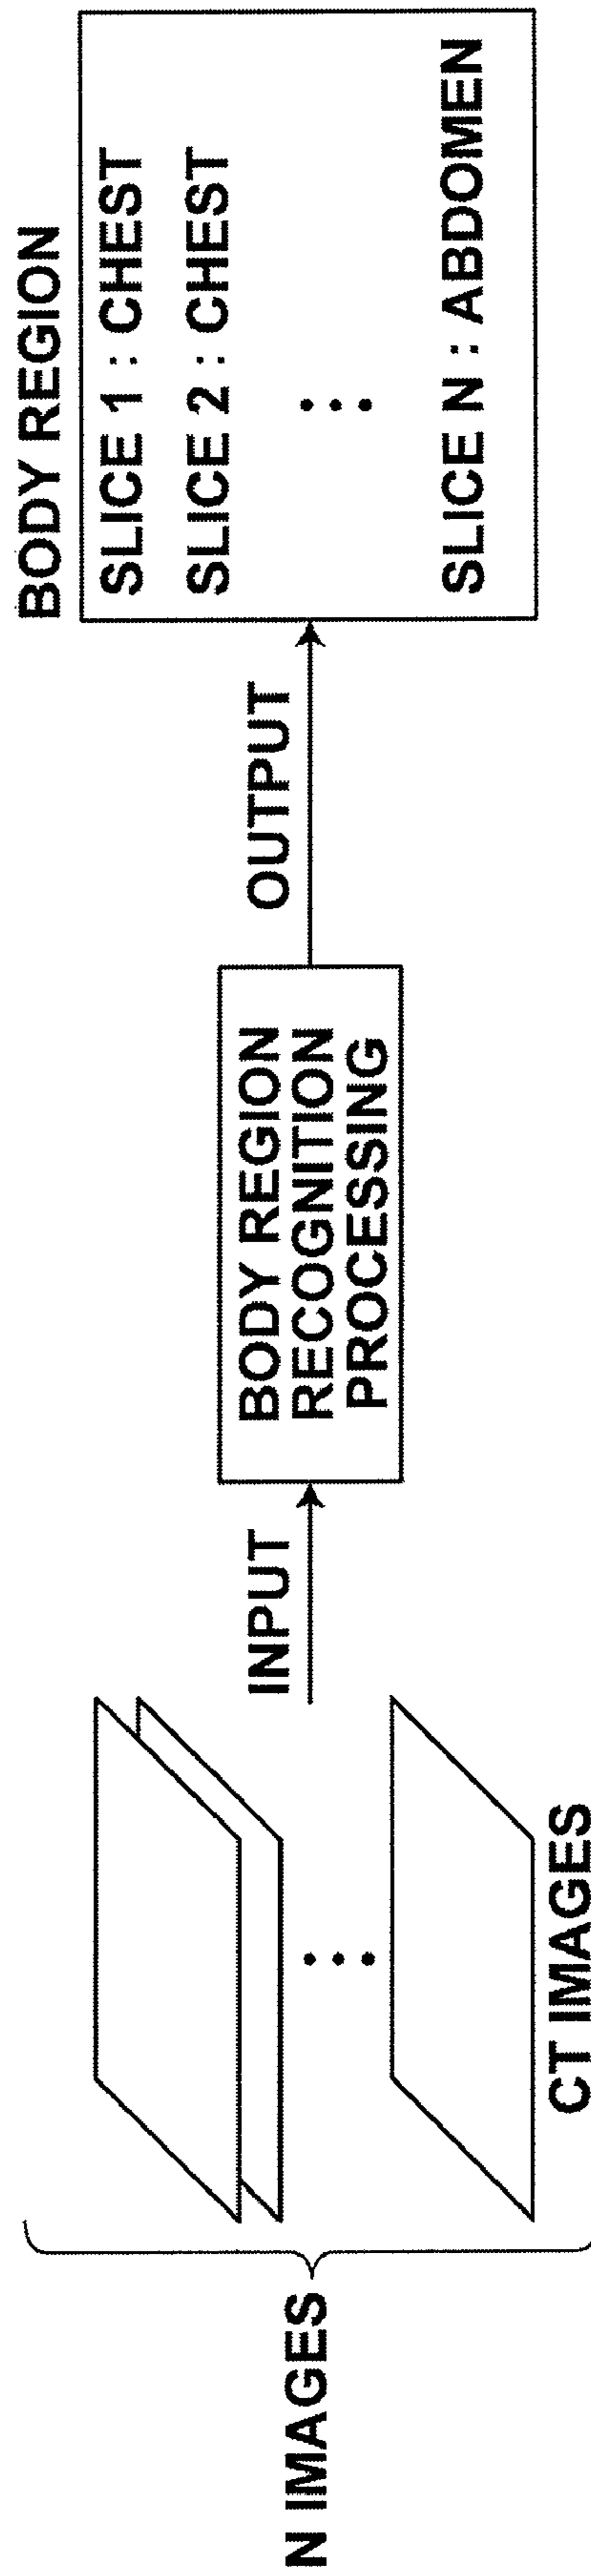 N IMAGES
CT IMAGES
INPUT
BODY REGION
RECOGNITION
PROCESSING
OUTPUT
BODY REGION
SLICE 1 : CHEST
SLICE 2 : CHEST
SLICE N : ABDOMEN